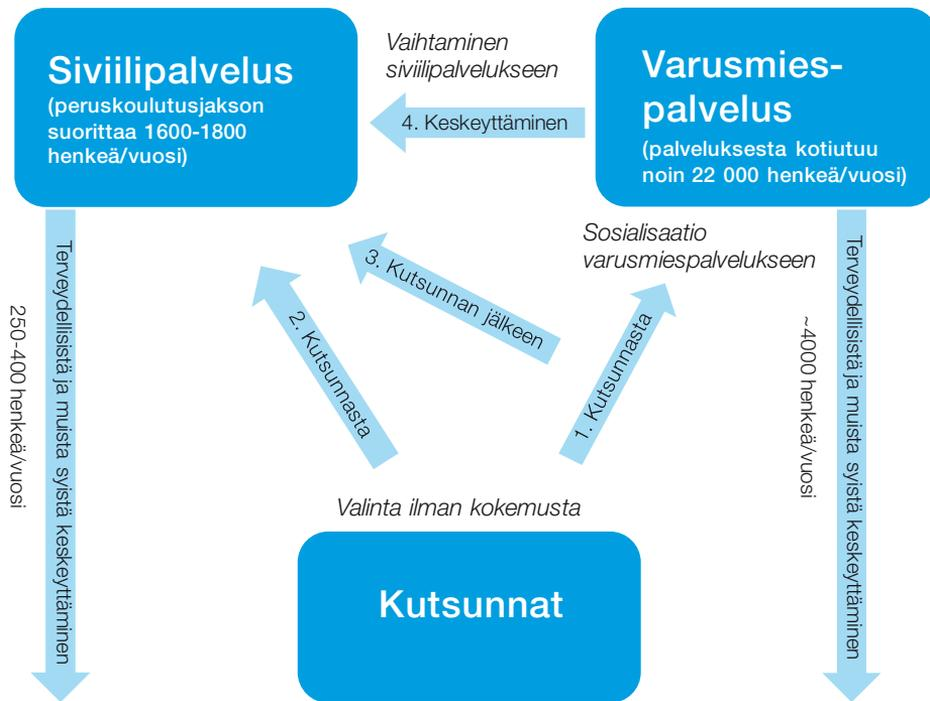 Siviilipalvelus
(peruskoulutusjakson
suorittaa 1600-1800
henkeä/vuosi)
Vaihtaminen
siviilipalvelukseen
4. Keskeyttäminen
Varusmies-
palvelus
(palveluksesta kotiutuu
noin 22 000 henkeä/vuosi)
Sosialisaatio
varusmiespalvelukseen
3. Kutsunnan jälkeen
2. Kutsunnasta
1. Kutsunnasta
Terveydellisistä ja muista syistä keskeyttäminen
250-400 henkeä/vuosi
Terveydellisistä ja muista syistä keskeyttäminen
~4000 henkeä/vuosi
Valinta ilman kokemusta
Kutsunnat